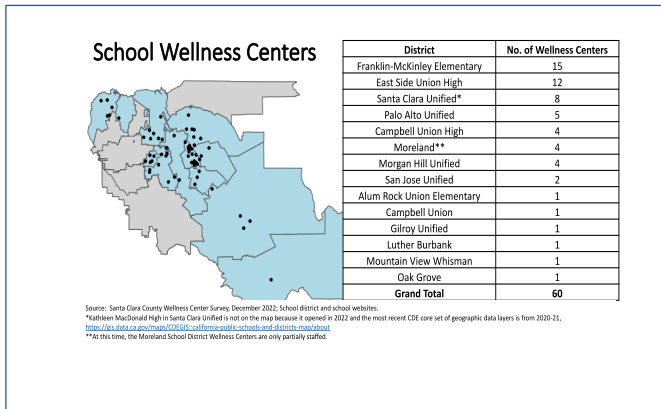 School Wellness Centers
District No. of Wellness Centers
Franklin-McKinley Elementary 15
East Side Union High 12
Santa Clara Unified* 8
Palo Alto Unified 5
Campbell Union High 4
Moreland** 4
Morgan Hill Unified 4
San Jose Unified 2
Alum Rock Union Elementary 1
Campbell Union 1
Gilroy Unified 1
Luther Burbank 1
Mountain View Whisman 1
Oak Grove 1
Grand Total 60
Source: Santa Clara County Wellness Center Survey, December 2022; School district and school websites.
*Kathleen MacDonald High in Santa Clara Unified is not on the map because it opened in 2022 and the most recent CDE core set of geographic data layers is from 2020-21,
https://gis.data.ca.gov/maps/CDEGIS::california-public-schools-and-districts-map/about
**At this time, the Moreland School District Wellness Centers are only partially staffed.